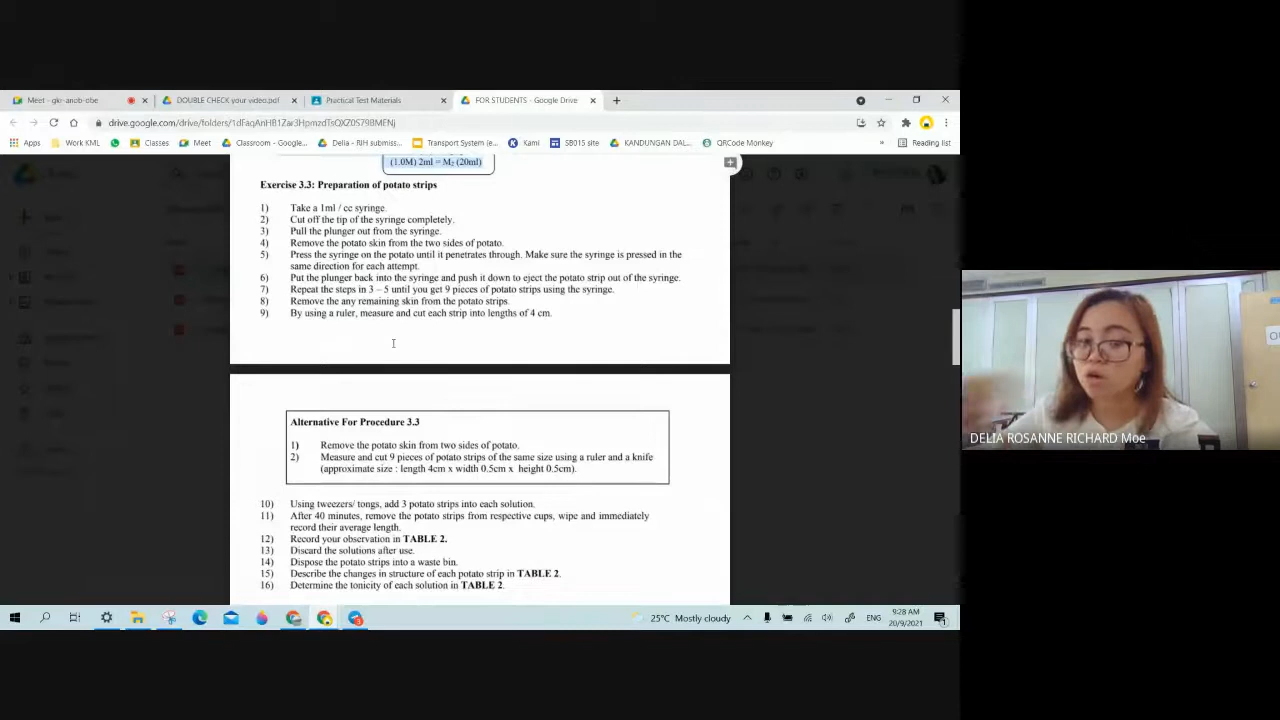 Meet - gkr-anob-obe
DOUBLE CHECK your video.pdf
Practical Test Materials
FOR STUDENTS - Google Drive
drive.google.com/drive/folders/1dFaqAnHB1Zar3HpmzdTsQXZ0S79BMENj
Apps
Work KML
Classes
Meet
Classroom - Google...
Delia - RIH submiss...
Transport System (e...
Kami
SB015 site
KANDUNGAN DAL...
QRCode Monkey
»
Reading list
(1.0M) 2ml = M₂ (20ml)
Exercise 3.3: Preparation of potato strips
1) Take a 1ml / cc syringe.
2) Cut off the tip of the syringe completely.
3) Pull the plunger out from the syringe.
4) Remove the potato skin from the two sides of potato.
5) Press the syringe on the potato until it penetrates through. Make sure the syringe is pressed in the
same direction for each attempt.
6) Put the plunger back into the syringe and push it down to eject the potato strip out of the syringe.
7) Repeat the steps in 3 – 5 until you get 9 pieces of potato strips using the syringe.
8) Remove the any remaining skin from the potato strips.
9) By using a ruler, measure and cut each strip into lengths of 4 cm.
Alternative For Procedure 3.3
1) Remove the potato skin from two sides of potato.
2) Measure and cut 9 pieces of potato strips of the same size using a ruler and a knife
(approximate size : length 4cm x width 0.5cm x height 0.5cm).
10) Using tweezers/ tongs, add 3 potato strips into each solution.
11) After 40 minutes, remove the potato strips from respective cups, wipe and immediately
record their average length.
12) Record your observation in TABLE 2.
13) Discard the solutions after use.
14) Dispose the potato strips into a waste bin.
15) Describe the changes in structure of each potato strip in TABLE 2.
16) Determine the tonicity of each solution in TABLE 2.
DELIA ROSANNE RICHARD Moe
25°C Mostly cloudy
ENG
9:28 AM
20/9/2021